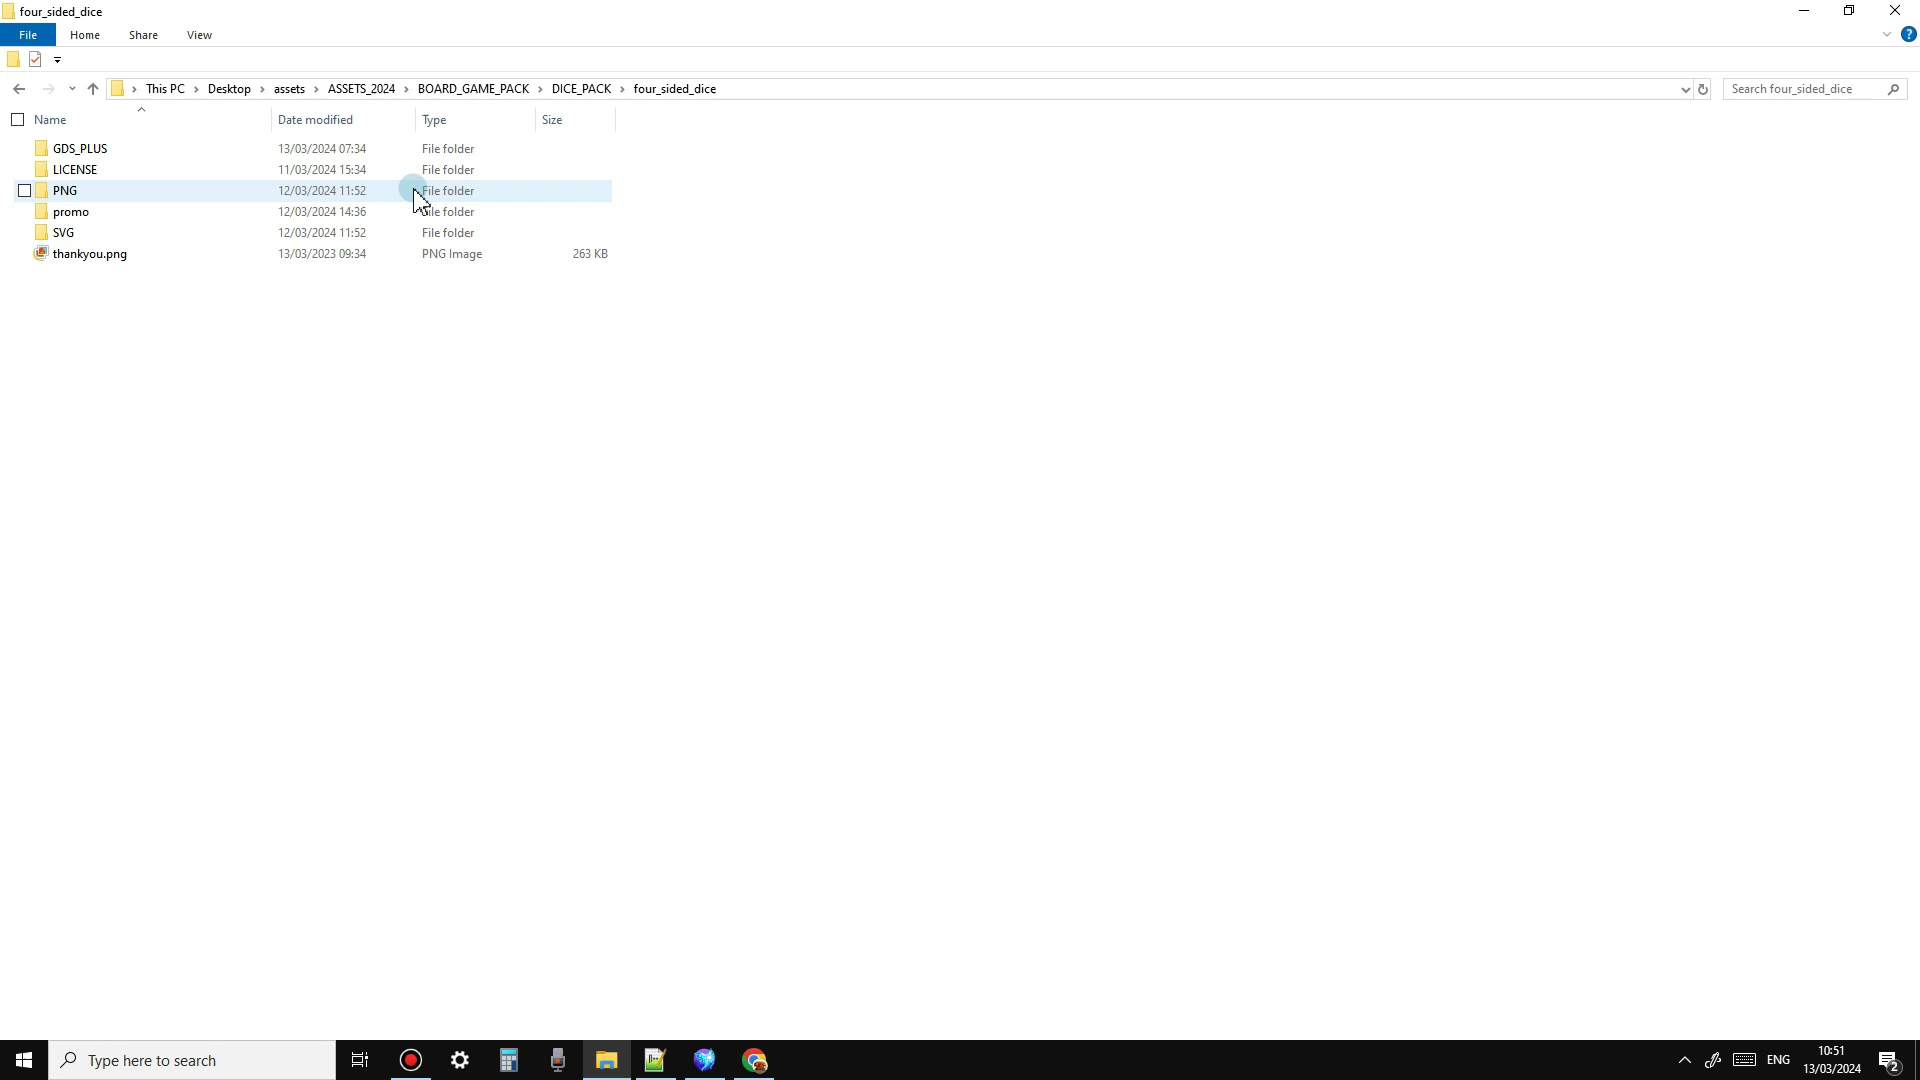 four_sided_dice
File Home Share View
This PC Desktop assets ASSETS_2024 BOARD_GAME_PACK DICE_PACK four_sided_dice Search four_sided_dice
Name Date modified Type Size
GDS_PLUS 13/03/2024 07:34 File folder
LICENSE 11/03/2024 15:34 File folder
PNG 12/03/2024 11:52 File folder
promo 12/03/2024 14:36 File folder
SVG 12/03/2024 11:52 File folder
thankyou.png 13/03/2023 09:34 PNG Image 263 KB
Type here to search
ENG
10:51
13/03/2024
2